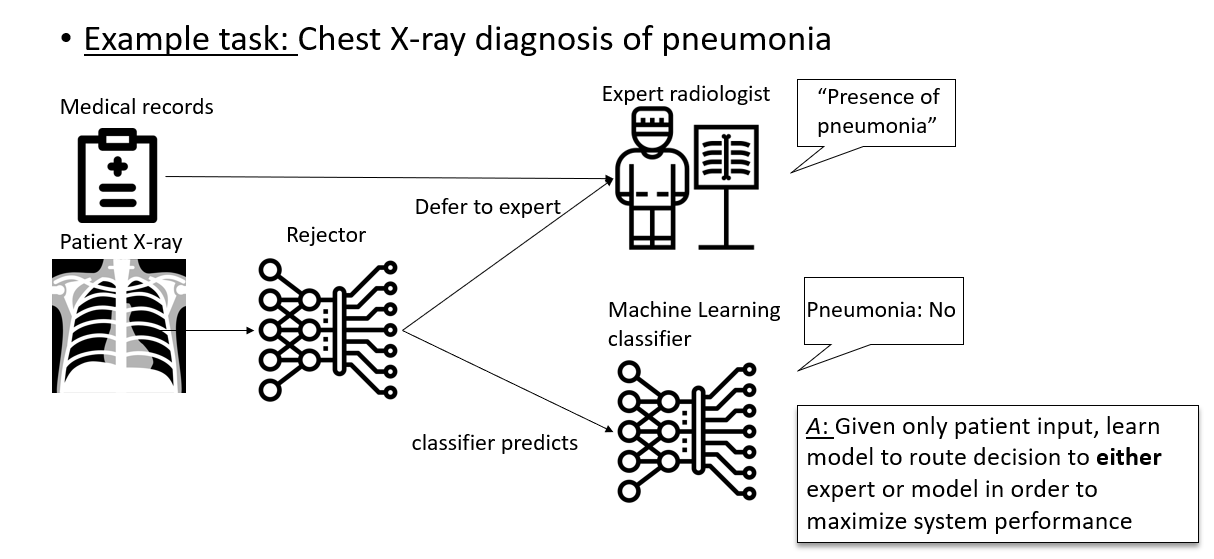 • Example task: Chest X-ray diagnosis of pneumonia
Medical records
Expert radiologist
“Presence of
pneumonia”
Defer to expert
Patient X-ray
Rejector
Machine Learning
classifier
Pneumonia: No
classifier predicts
A: Given only patient input, learn
model to route decision to either
expert or model in order to
maximize system performance